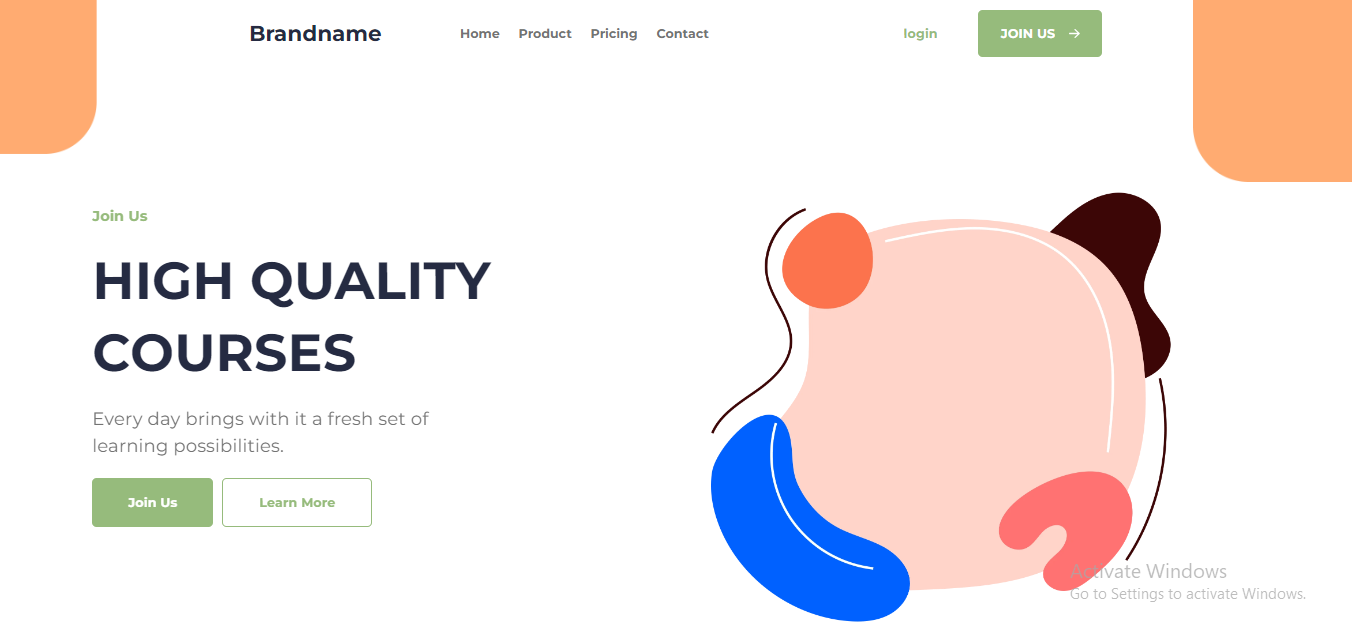 Brandname
Home Product Pricing Contact
login
JOIN US →
Join Us
HIGH QUALITY
COURSES
Every day brings with it a fresh set of
learning possibilities.
Join Us
Learn More
Activate Windows
Go to Settings to activate Windows.